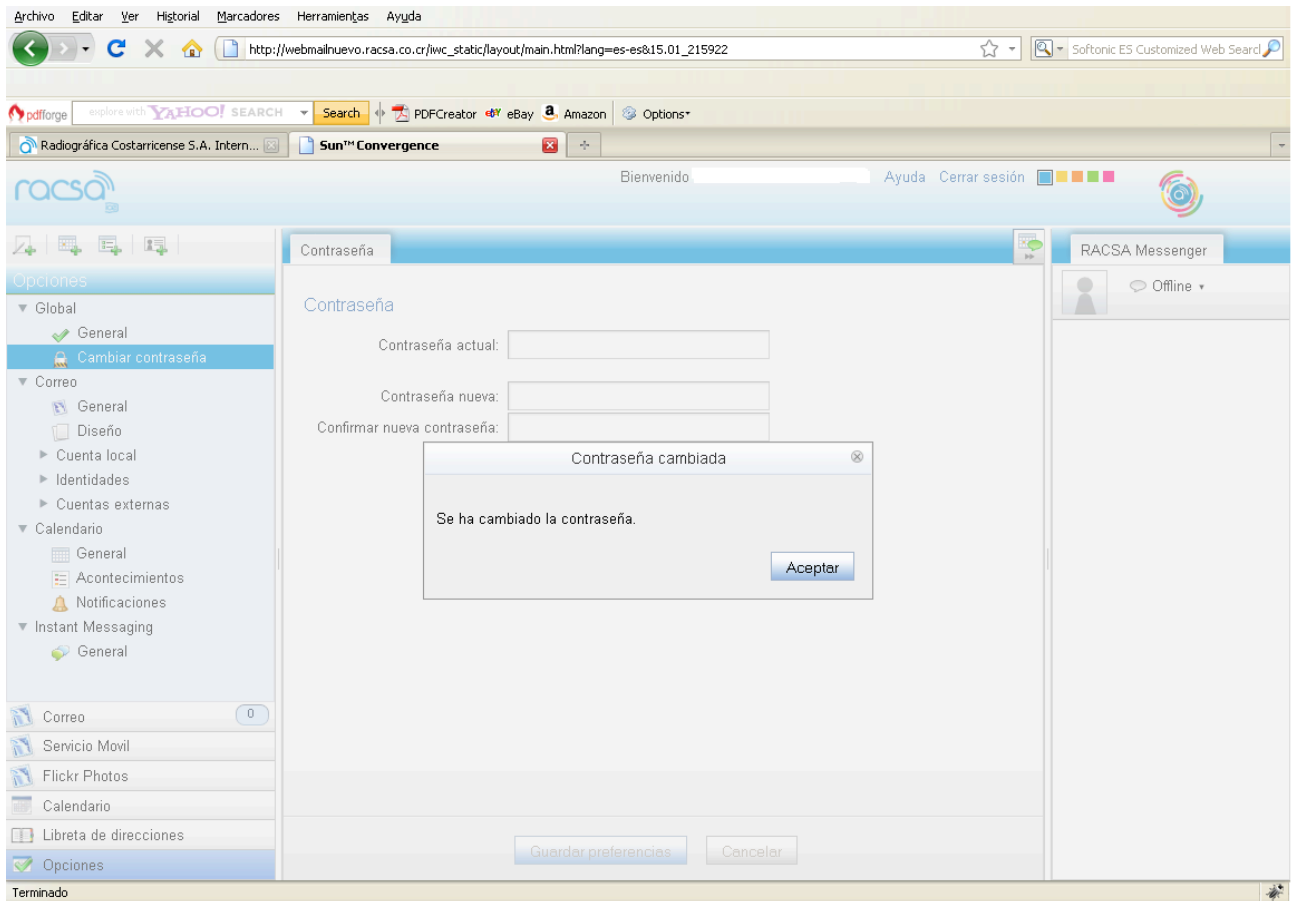 Archivo Editar Ver Historial Marcadores Herramientas Ayuda
http://webmailnuevo.racsa.co.cr/iwc_static/layout/main.html?lang=es-es&15.01_215922
Softonic ES Customized Web Searcl
pdfforge explore with YAHOO! SEARCH Search PDFCreator eBay Amazon Options
Radiográfica Costarricense S.A. Intern... Sun™ Convergence
racsa
Bienvenido
Ayuda Cerrar sesión
Opciones
Global
General
Cambiar contraseña
Correo
General
Diseño
Cuenta local
Identidades
Cuentas externas
Calendario
General
Acontecimientos
Notificaciones
Instant Messaging
General
Correo 0
Servicio Movil
Flickr Photos
Calendario
Libreta de direcciones
Opciones
Contraseña
Contraseña
Contraseña actual:
Contraseña nueva:
Confirmar nueva contraseña:
Contraseña cambiada
Se ha cambiado la contraseña.
Aceptar
Guardar preferencias Cancelar
RACSA Messenger
Offline
Terminado